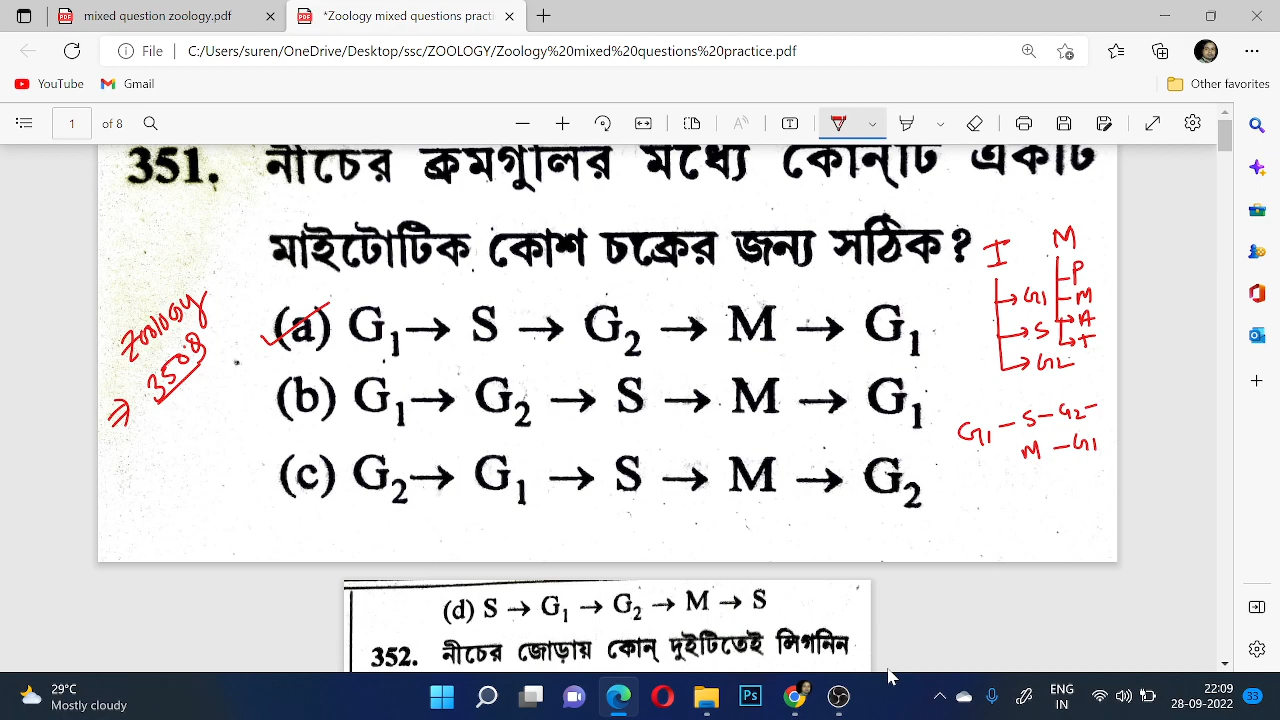 mixed question.pdf
*Zoology mixed questions practi
File
C:/Users/suren/OneDrive/Desktop/ssc/ZOOLOGY/Zoology%20mixed%20questions%20practice.pdf
YouTube
Gmail
Other favorites
1
of 8
351. নীচের ক্রমগুলির মধ্যে কোন্‌টি একটি
মাইটোটিক কোশ চক্রের জন্য সঠিক?
(a) G₁→ S → G₂ → M → G₁
(b) G₁→ G₂ → S → M → G₁
(c) G₂→ G₁ → S → M → G₂
Zoology
⇒ 3508
I
→ G1
→ S
→ G2
M
P
M
A
T
G1 – S – G2 –
M – G1
(d) S → G₁ → G₂ → M → S
352. নীচের জোড়ায় কোন্ দুইটিতেই লিগনিন
29°C
Mostly cloudy
Ps
ENG
IN
22:09
28-09-2022
33